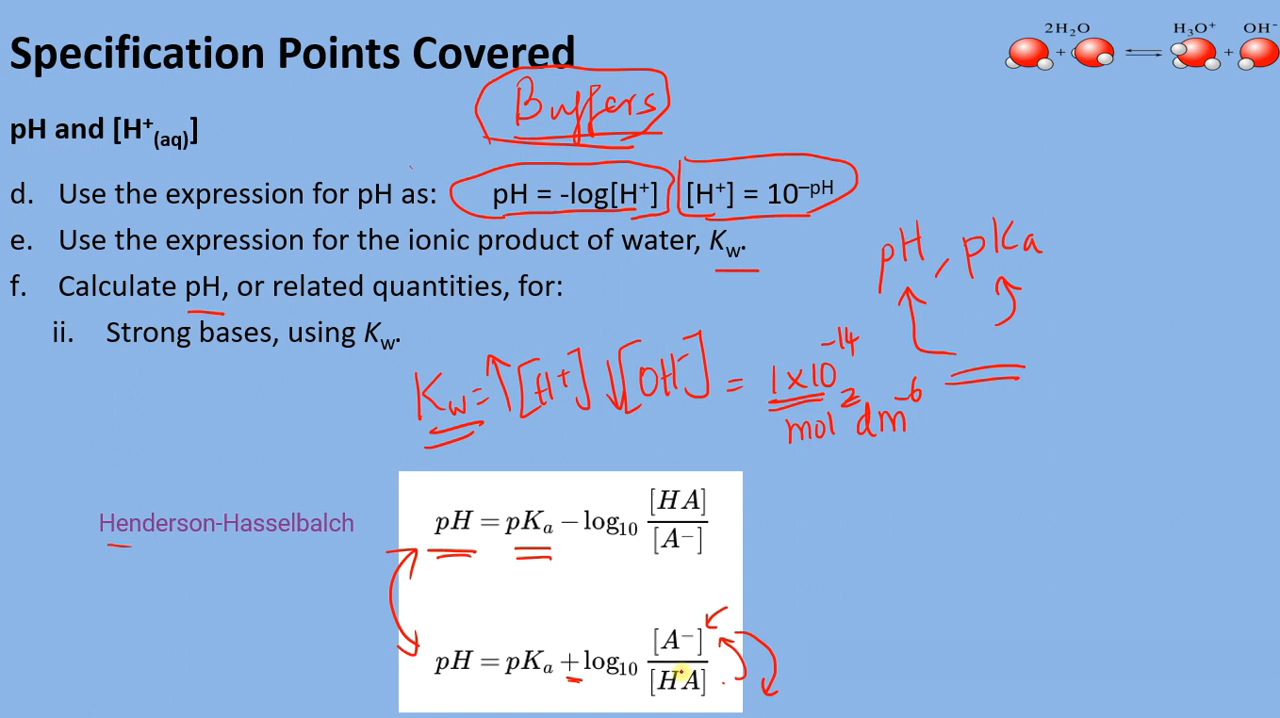 Specification Points Covered
2H₂O ⇌ H₃O⁺ + OH⁻
+
Buffers
pH and [H⁺₍aq₎]
d. Use the expression for pH as: pH = -log[H⁺] [H⁺] = 10⁻ᵖᴴ
e. Use the expression for the ionic product of water, Kw.
pH, pKa
f. Calculate pH, or related quantities, for:
ii. Strong bases, using Kw.
Kw = ↑[H⁺] ↓[OH⁻] = 1×10⁻¹⁴
mol² dm⁻⁶
Henderson-Hasselbalch
pH = pKₐ − log₁₀ [HA]/[A⁻]
pH = pKₐ + log₁₀ [A⁻]/[HA]